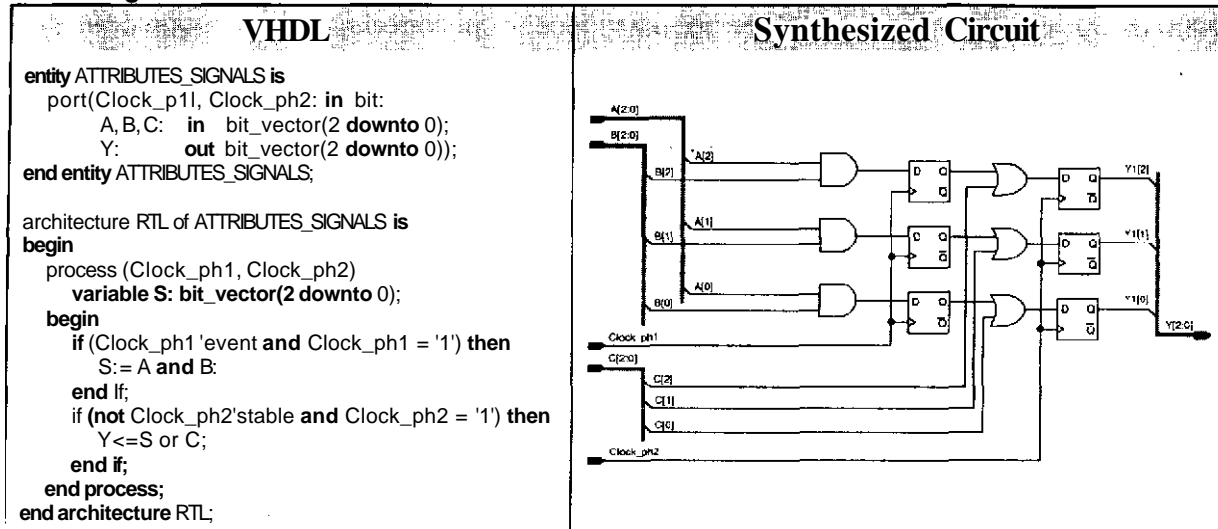 VHDL
entity ATTRIBUTES_SIGNALS is
port(Clock_p1l, Clock_ph2: in bit:
A, B, C: in bit_vector(2 downto 0);
Y: out bit_vector(2 downto 0));
end entity ATTRIBUTES_SIGNALS;
architecture RTL of ATTRIBUTES_SIGNALS is
begin
process (Clock_ph1, Clock_ph2)
variable S: bit_vector(2 downto 0);
begin
if (Clock_ph1 'event and Clock_ph1 = '1') then
S:= A and B:
end If;
if (not Clock_ph2'stable and Clock_ph2 = '1') then
Y<=S or C;
end if;
end process;
end architecture RTL;
Synthesized Circuit
A[2:0]
B[2:0]
A[2]
B[2]
D Q
Q
D Q
Q
Y1[2]
A[1]
B[1]
D Q
Q
D Q
Q
Y1[1]
A[0]
B[0]
D Q
Q
D Q
Q
Y1[0]
Y[2:0]
Clock_ph1
C[2:0]
C[2]
C[1]
C[0]
Clock_ph2